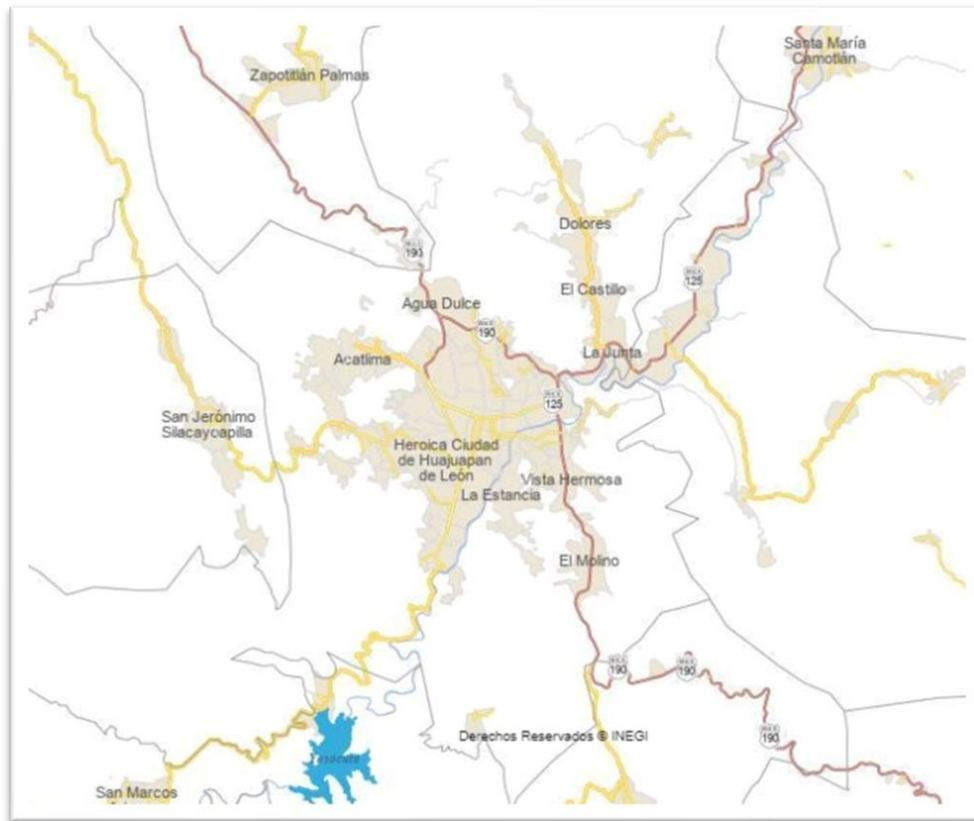 Santa María
Camotlán
Zapotitlán Palmas
Dolores
190
125
El Castillo
Agua Dulce
190
La Junta
Acatlima
125
San Jerónimo
Silacayoapilla
Heroica Ciudad
de Huajuapan
de León
Vista Hermosa
La Estancia
El Molino
190
190
Derechos Reservados © INEGI
190
San Marcos